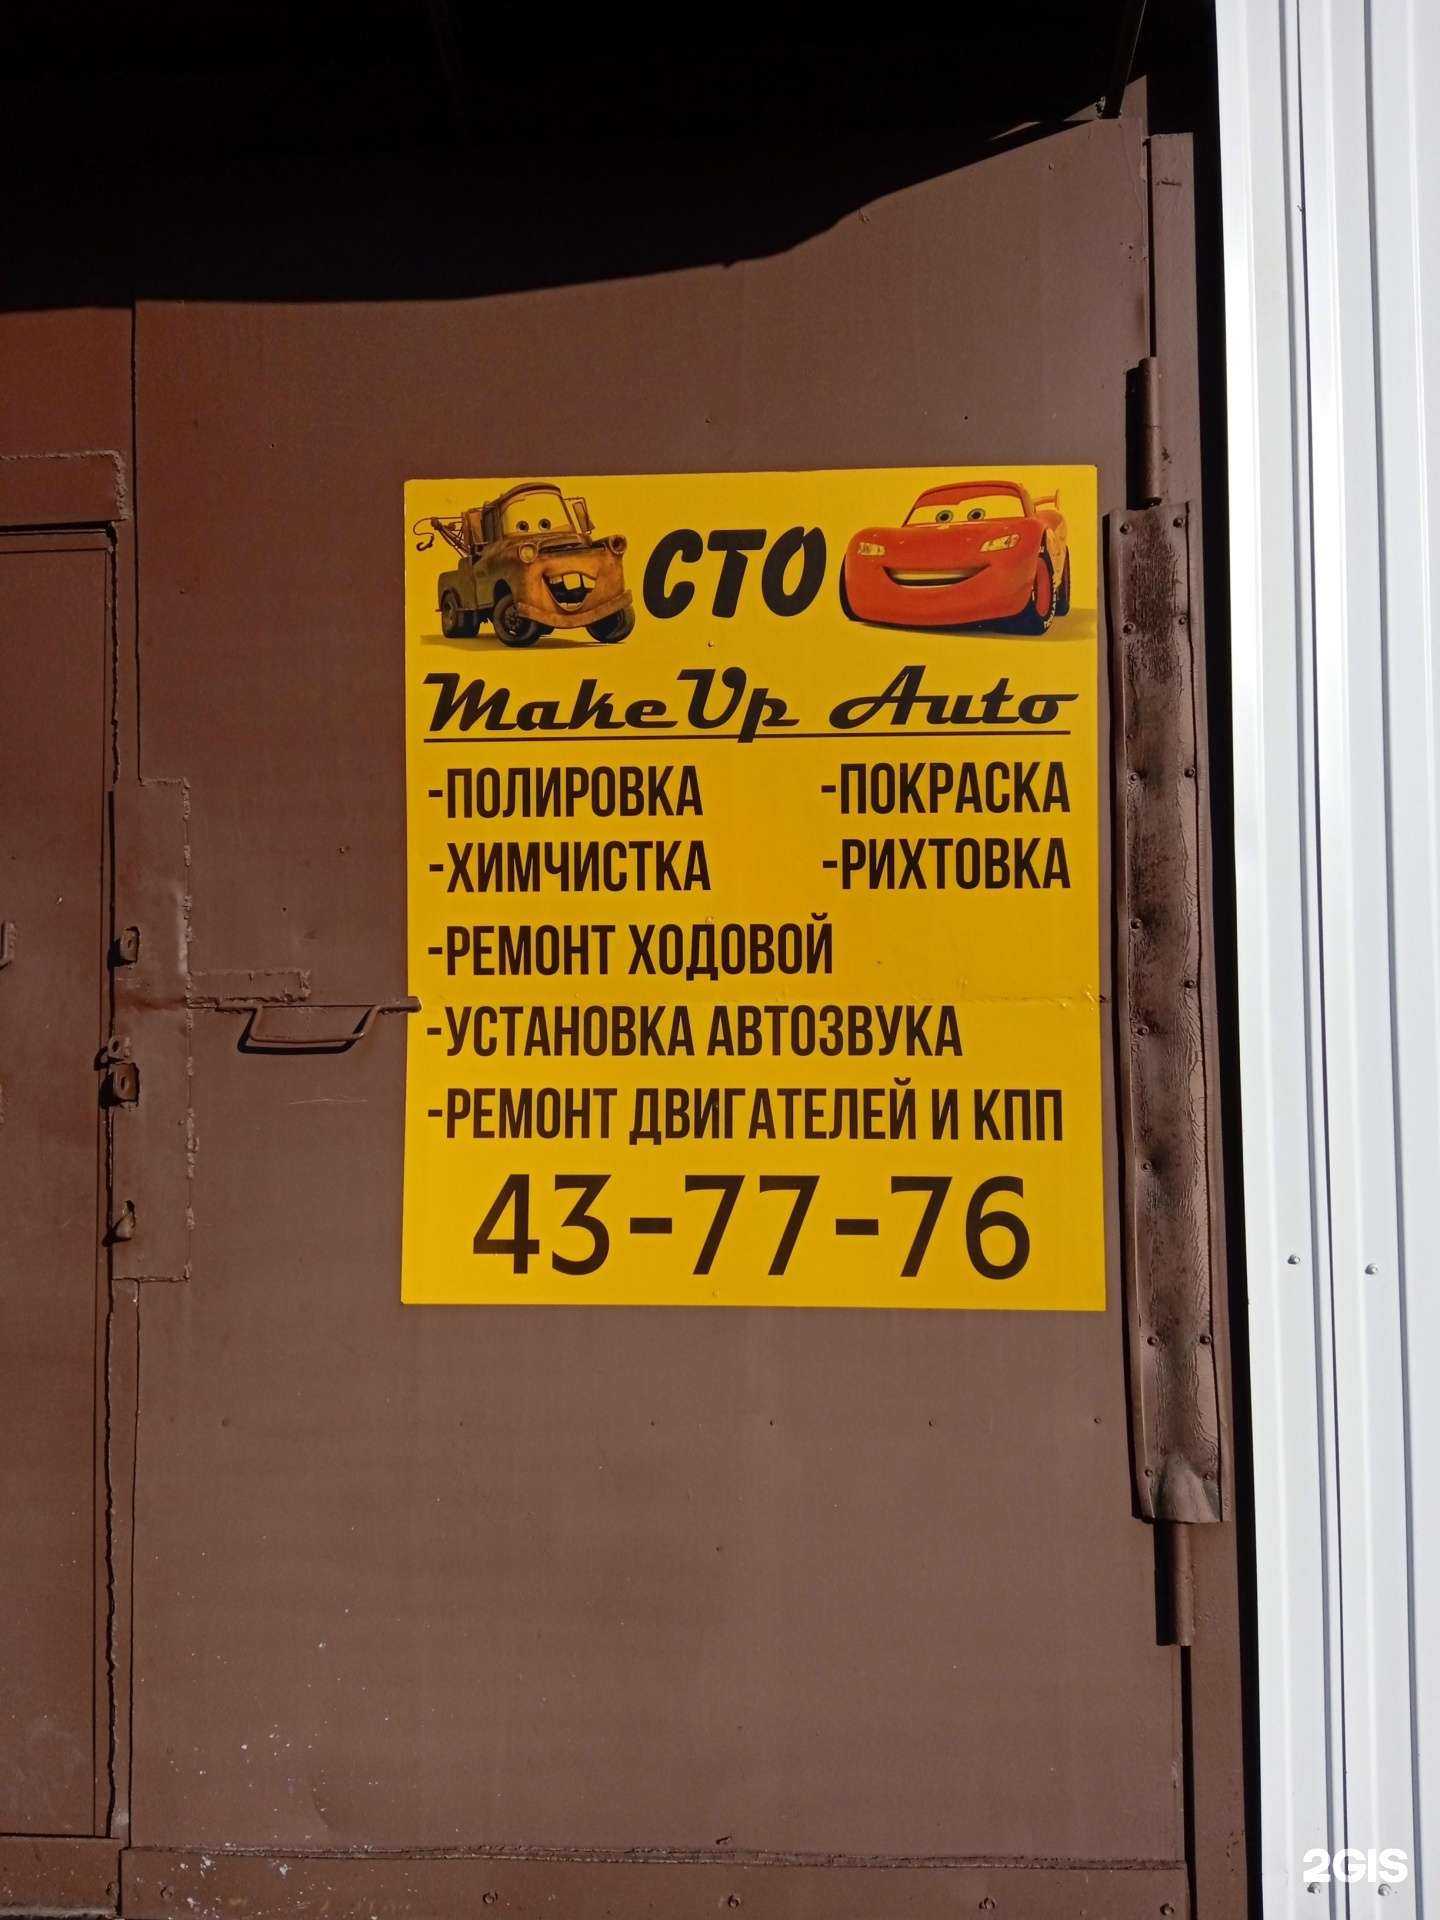 СТО
MakeUp Auto
-ПОЛИРОВКА -ПОКРАСКА
-ХИМЧИСТКА -РИХТОВКА
-РЕМОНТ ХОДОВОЙ
-УСТАНОВКА АВТОЗВУКА
-РЕМОНТ ДВИГАТЕЛЕЙ И КПП
43-77-76
2GIS